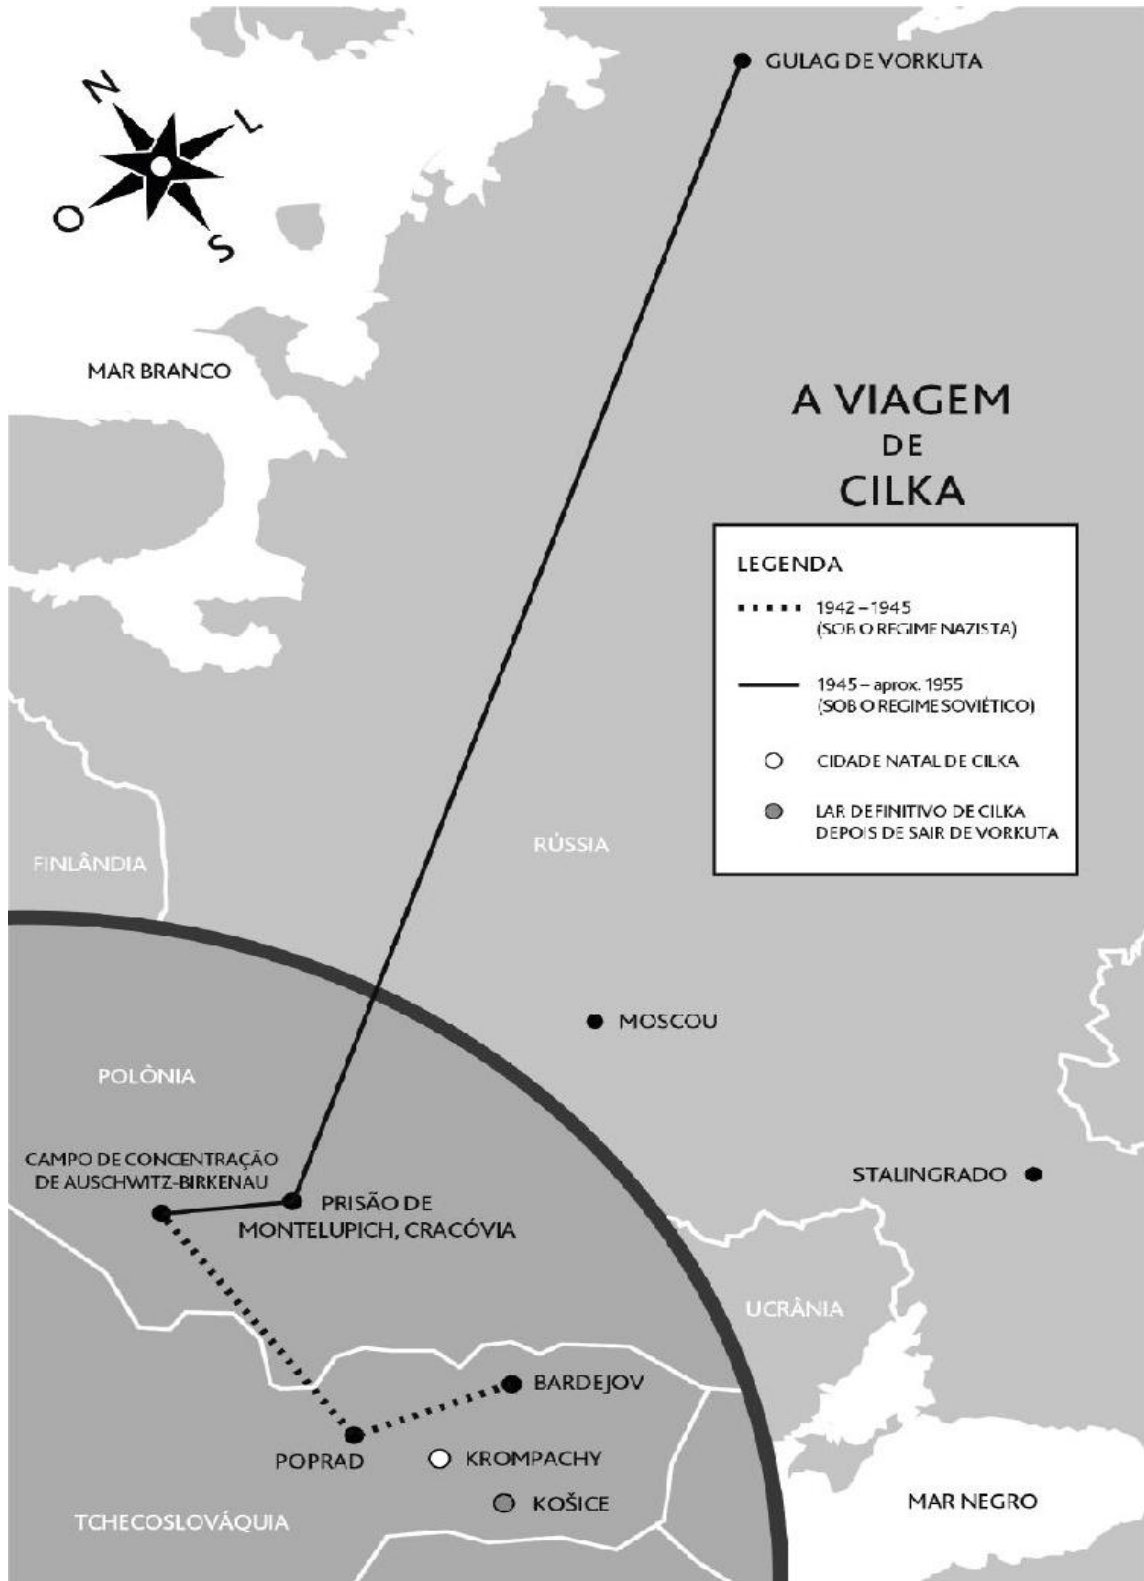 GULAG DE VORKUTA
N
L
O
S
MAR BRANCO
A VIAGEM
DE
CILKA
LEGENDA
1942–1945
(SOB O REGIME NAZISTA)
1945– aprox. 1955
(SOB O REGIME SOVIÉTICO)
CIDADE NATAL DE CILKA
LAR DEFINITIVO DE CILKA
DEPOIS DE SAIR DE VORKUTA
RÚSSIA
FINLÂNDIA
MOSCOU
POLÔNIA
CAMPO DE CONCENTRAÇÃO
DE AUSCHWITZ-BIRKENAU
PRISÃO DE
MONTELUPICH, CRACÓVIA
STALINGRADO
UCRÂNIA
BARDEJOV
POPRAD
KROMPACHY
KOŠICE
TCHECOSLOVÁQUIA
MAR NEGRO